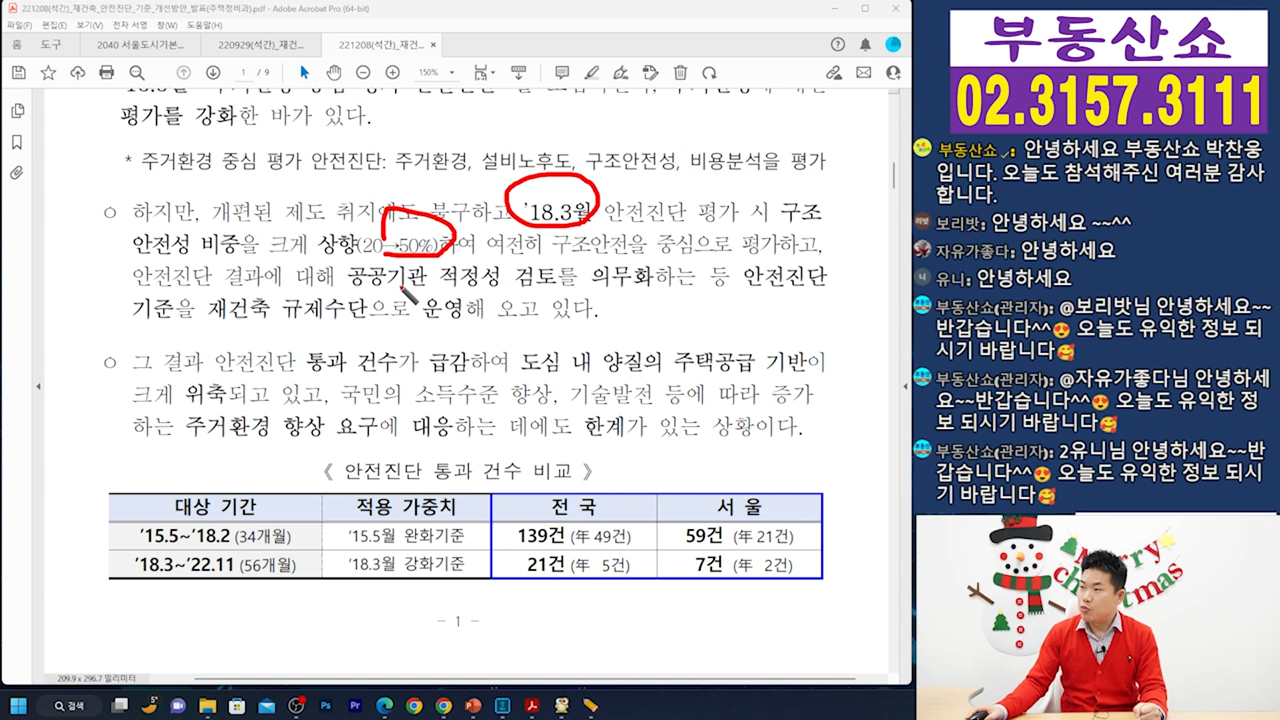 221208(석간)_재건축_안전진단_기준_개선방안_발표(주택정비과).pdf - Adobe Acrobat Pro (64-bit)
파일(F) 편집(E) 보기(V) 전자 서명 창(W) 도움말(H)
홈 도구 2040 서울도시기본... 220929(석간)_재건... 221208(석간)_재건... ×
1 / 9 150%
평가를 강화한 바가 있다.
* 주거환경 중심 평가 안전진단: 주거환경, 설비노후도, 구조안전성, 비용분석을 평가
○ 하지만, 개편된 제도 취지에도 불구하고 '18.3월 안전진단 평가 시 구조
안전성 비중을 크게 상향(20→50%)하여 여전히 구조안전을 중심으로 평가하고,
안전진단 결과에 대해 공공기관 적정성 검토를 의무화하는 등 안전진단
기준을 재건축 규제수단으로 운영해 오고 있다.
○ 그 결과 안전진단 통과 건수가 급감하여 도심 내 양질의 주택공급 기반이
크게 위축되고 있고, 국민의 소득수준 향상, 기술발전 등에 따라 증가
하는 주거환경 향상 요구에 대응하는 데에도 한계가 있는 상황이다.
《 안전진단 통과 건수 비교 》
대상 기간 적용 가중치 전 국 서 울
'15.5~'18.2 (34개월) '15.5월 완화기준 139건 (年 49건) 59건 (年 21건)
'18.3~'22.11 (56개월) '18.3월 강화기준 21건 (年 5건) 7건 (年 2건)
- 1 -
209.9 x 296.7 밀리미터
검색
부동산쇼
02.3157.3111
부동산쇼✓: 안녕하세요 부동산쇼 박찬웅
입니다. 오늘도 참석해주신 여러분 감사
합니다.
보리밧: 안녕하세요 ~~^^
자유가좋다: 안녕하세요
니 유니: 안녕하세요
부동산쇼(관리자): @보리밧님 안녕하세요~~
반갑습니다^^😍 오늘도 유익한 정보 되
시기 바랍니다🥰
부동산쇼(관리자): @자유가좋다님 안녕하세
요~~반갑습니다^^😍 오늘도 유익한 정
보 되시기 바랍니다🥰
부동산쇼(관리자): 2유니님 안녕하세요~~반
갑습니다^^😍 오늘도 유익한 정보 되시
기 바랍니다🥰
Merry
christmas